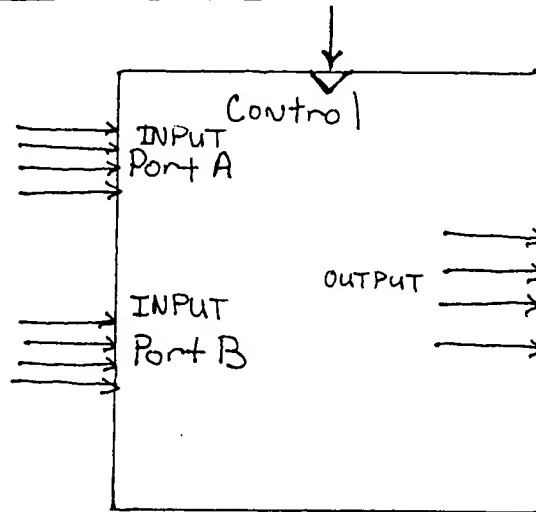 Control
INPUT
Port A
OUTPUT
INPUT
Port B